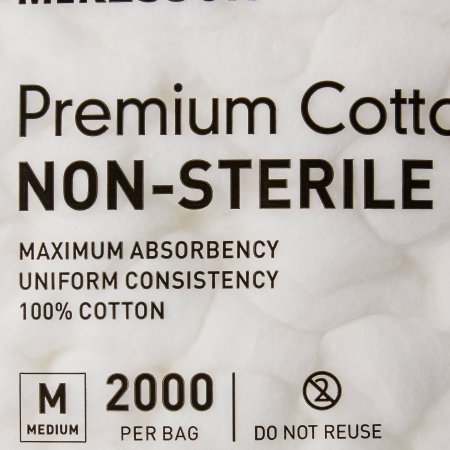 Premium Cotto
NON-STERILE
MAXIMUM ABSORBENCY
UNIFORM CONSISTENCY
100% COTTON
M
MEDIUM
2000
PER BAG
2
DO NOT REUSE